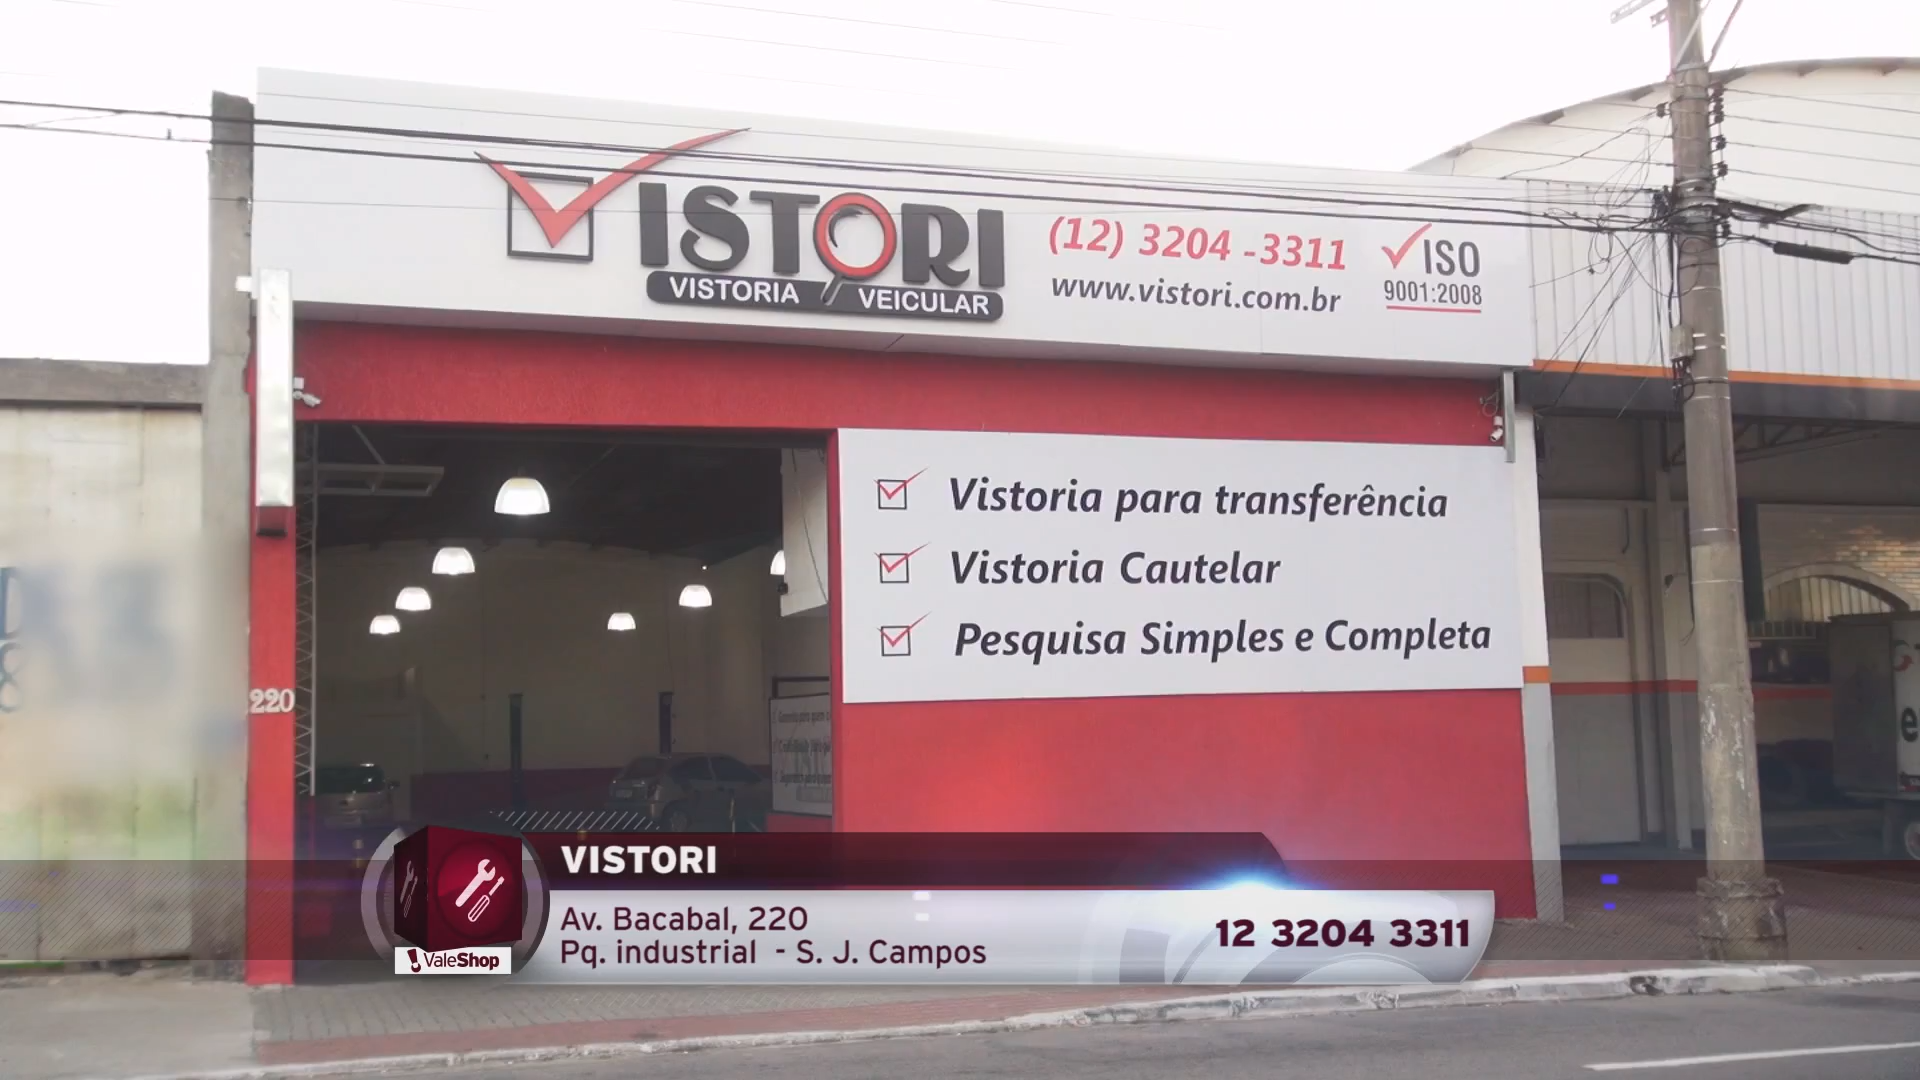 VISTORI
VISTORIA VEICULAR
(12) 3204-3311
www.vistori.com.br
ISO
9001:2008
Vistoria para transferência
Vistoria Cautelar
Pesquisa Simples e Completa
220
VISTORI
Av. Bacabal, 220
Pq. industrial - S. J. Campos
12 3204 3311
ValeShop